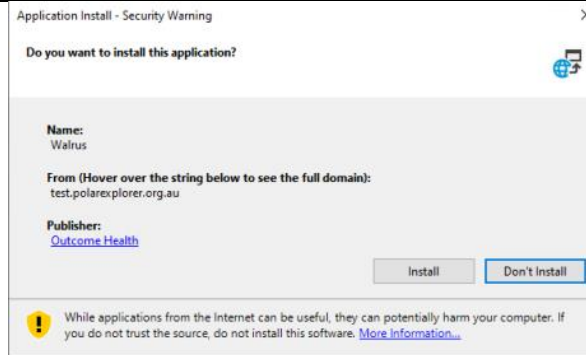 Application Install - Security Warning
Do you want to install this application?
Name:
Walrus
From (Hover over the string below to see the full domain):
test.polarexplorer.org.au
Publisher:
Outcome Health
Install
Don't Install
While applications from the Internet can be useful, they can potentially harm your computer. If
you do not trust the source, do not install this software. More Information...